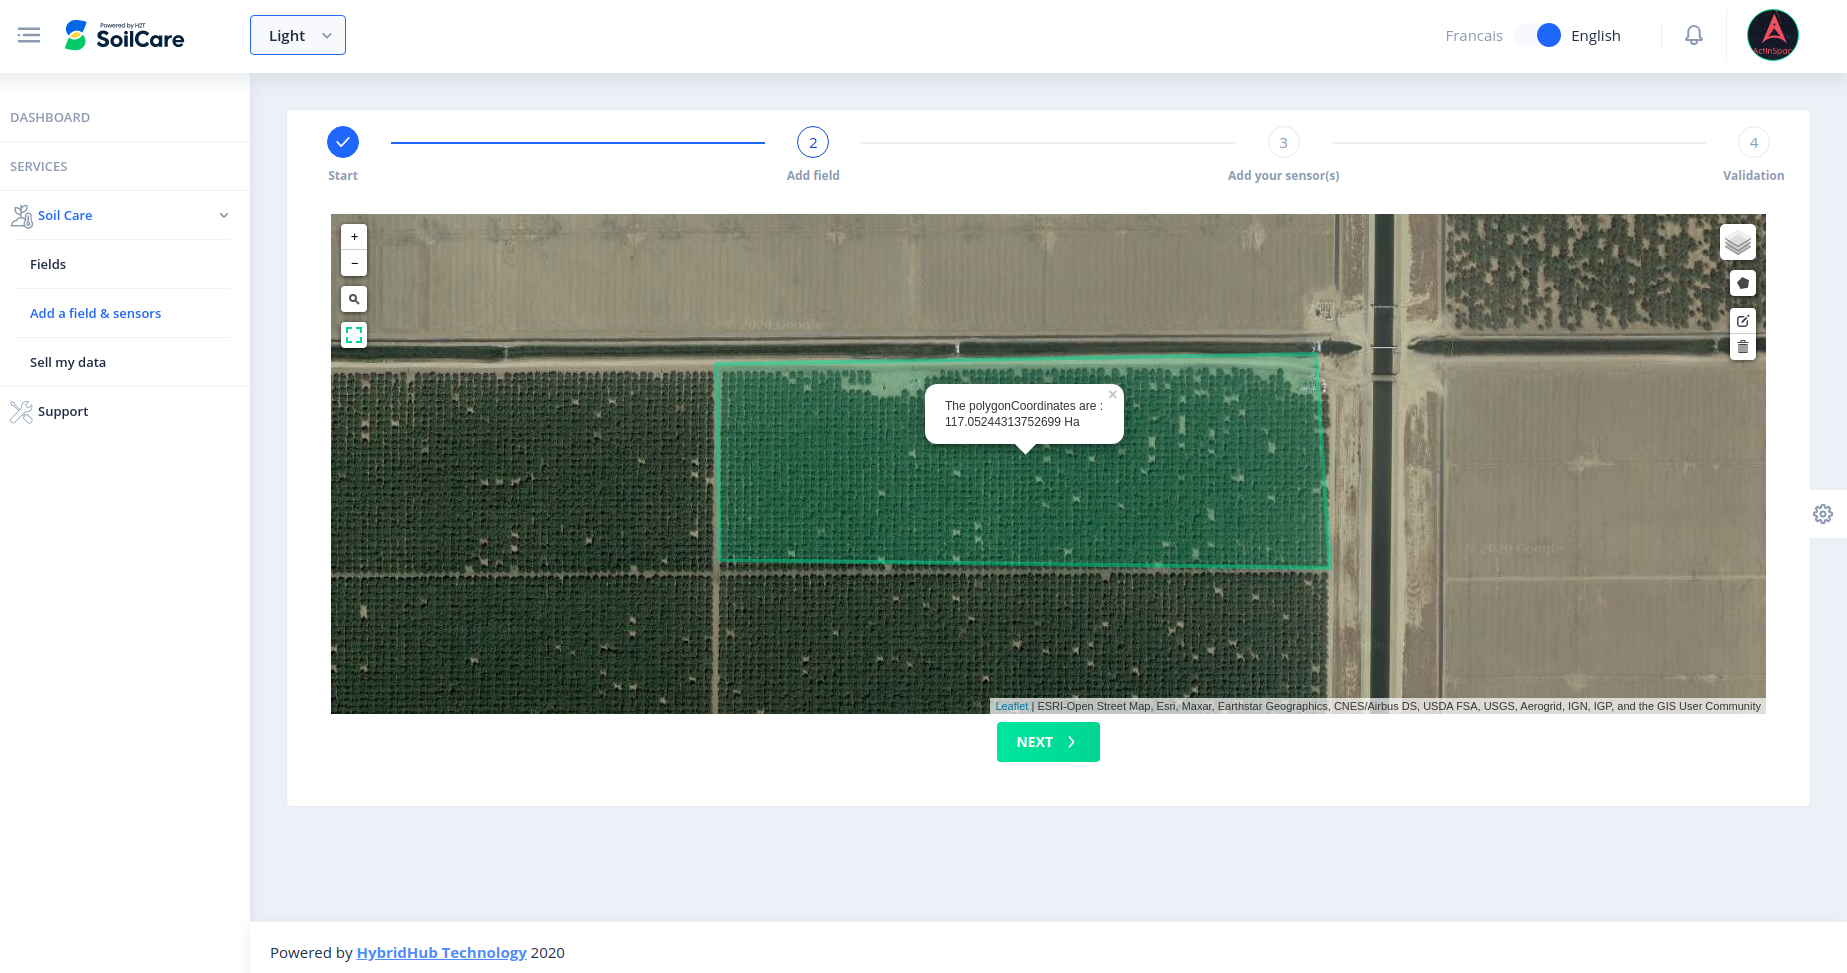 Powered by H2T
SoilCare
Light
Francais
English
ActInSpac
DASHBOARD
SERVICES
Soil Care
Fields
Add a field & sensors
Sell my data
Support
2
3
4
Start
Add field
Add your sensor(s)
Validation
+
−
2020 Google
The polygonCoordinates are :
117.05244313752699 Ha
×
© 2020 Google
Leaflet | ESRI-Open Street Map, Esri, Maxar, Earthstar Geographics, CNES/Airbus DS, USDA FSA, USGS, Aerogrid, IGN, IGP, and the GIS User Community
NEXT
Powered by HybridHub Technology 2020